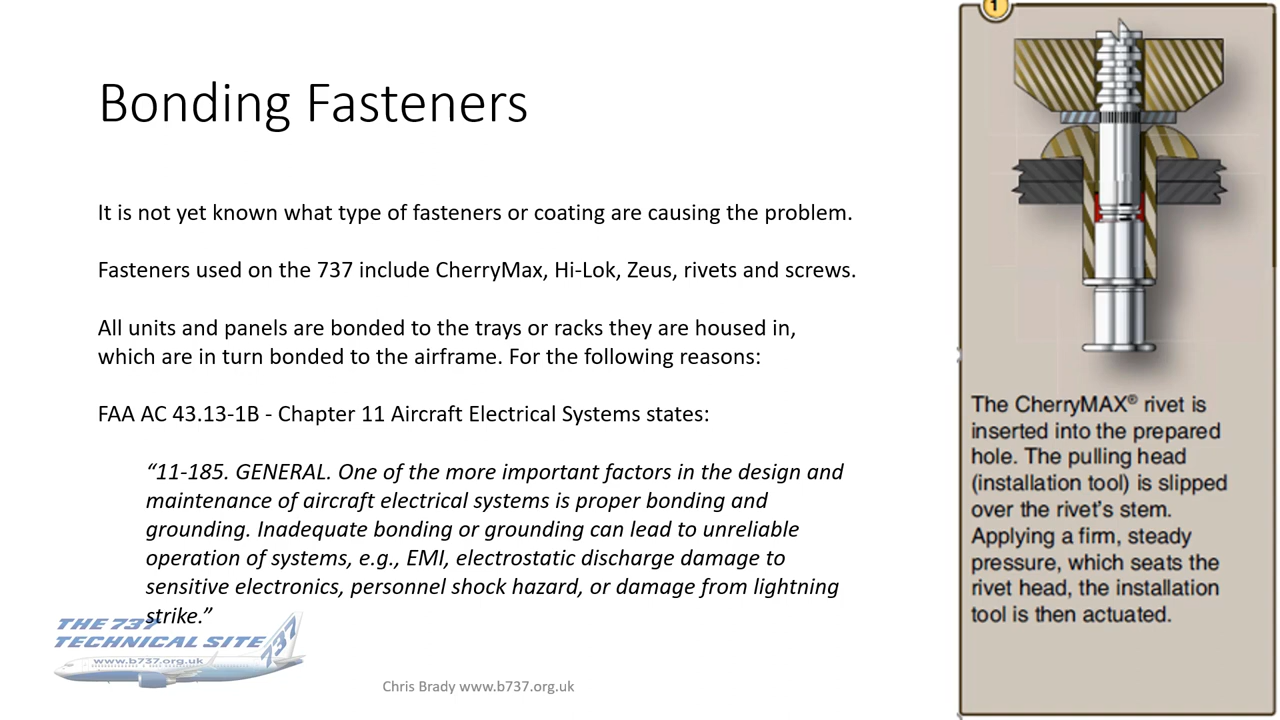 Bonding Fasteners
It is not yet known what type of fasteners or coating are causing the problem.
Fasteners used on the 737 include CherryMax, Hi-Lok, Zeus, rivets and screws.
All units and panels are bonded to the trays or racks they are housed in,
which are in turn bonded to the airframe. For the following reasons:
FAA AC 43.13-1B - Chapter 11 Aircraft Electrical Systems states:
“11-185. GENERAL. One of the more important factors in the design and
maintenance of aircraft electrical systems is proper bonding and
grounding. Inadequate bonding or grounding can lead to unreliable
operation of systems, e.g., EMI, electrostatic discharge damage to
sensitive electronics, personnel shock hazard, or damage from lightning
strike.”
THE 737
TECHNICAL SITE
737
www.b737.org.uk
Chris Brady www.b737.org.uk
1
The CherryMAX® rivet is
inserted into the prepared
hole. The pulling head
(installation tool) is slipped
over the rivet's stem.
Applying a firm, steady
pressure, which seats the
rivet head, the installation
tool is then actuated.